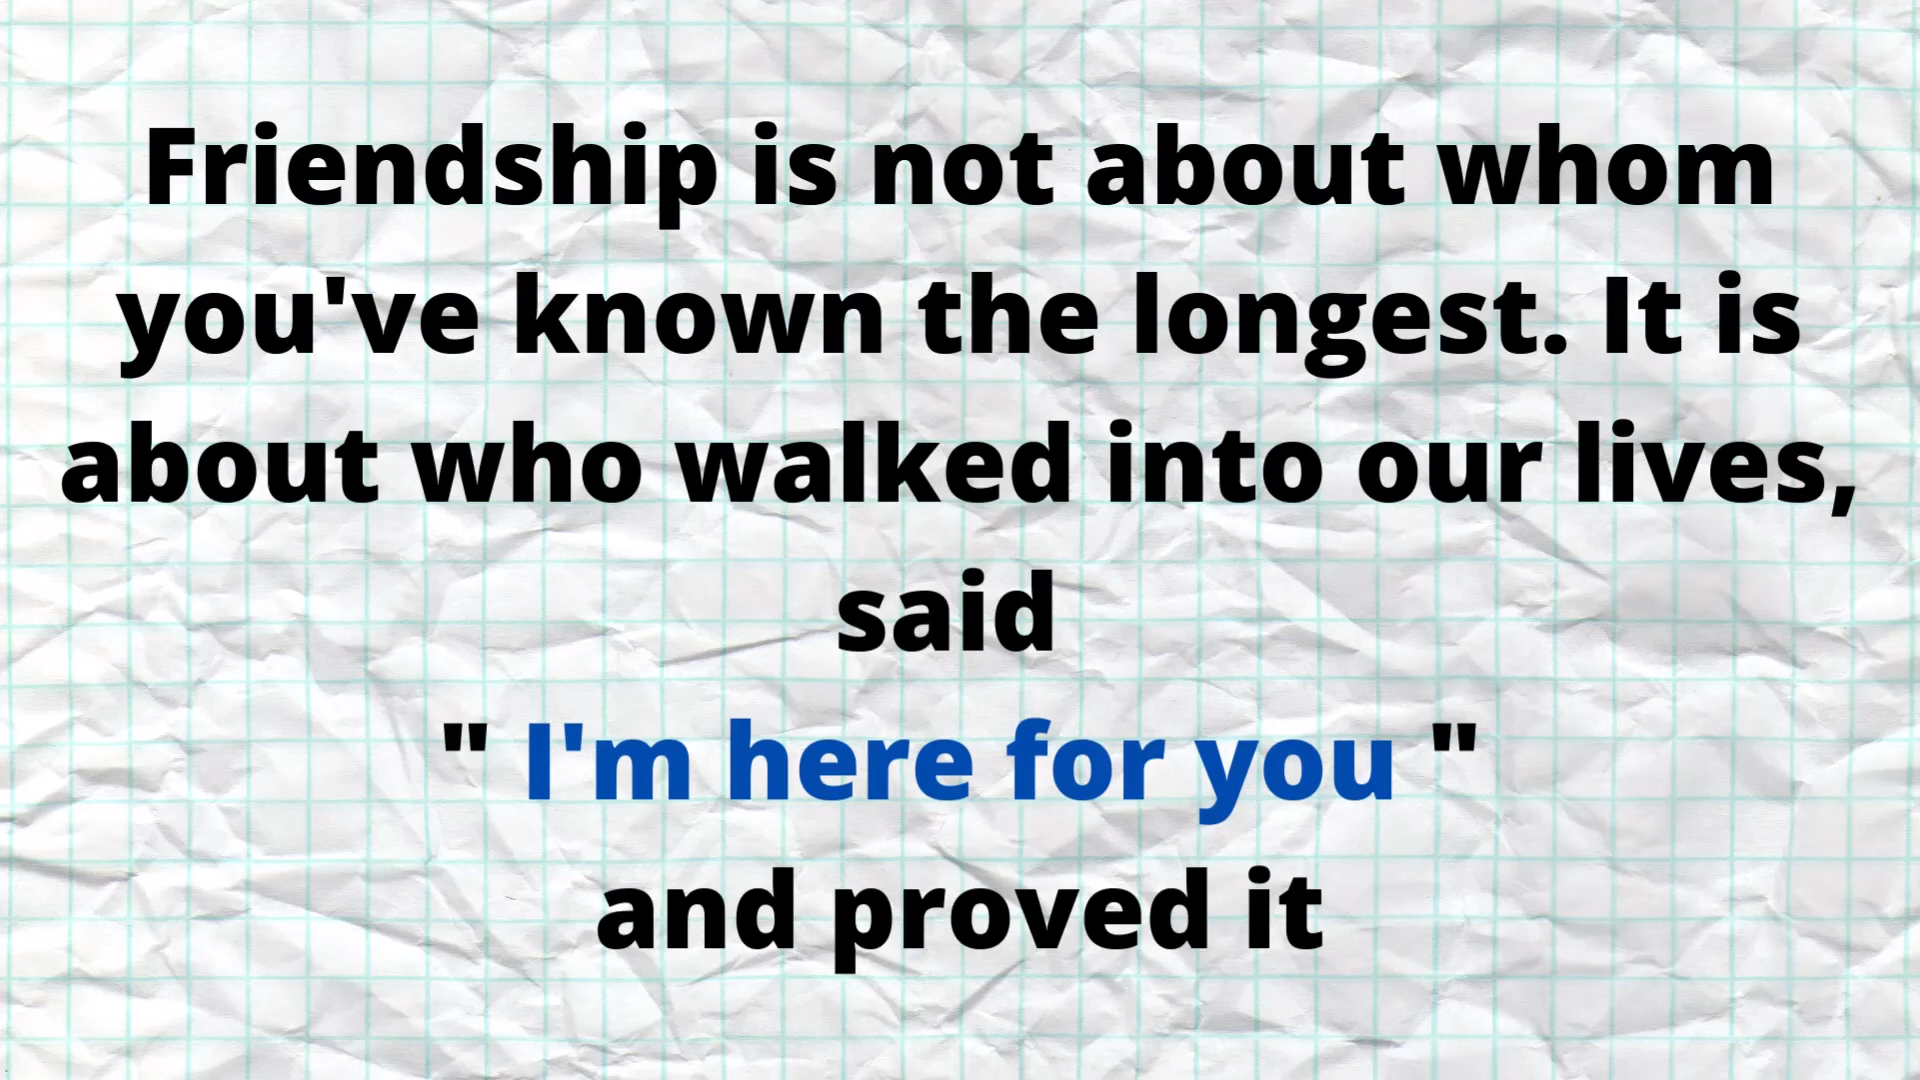 Friendship is not about whom
you've known the longest. It is
about who walked into our lives,
said
" I'm here for you "
and proved it